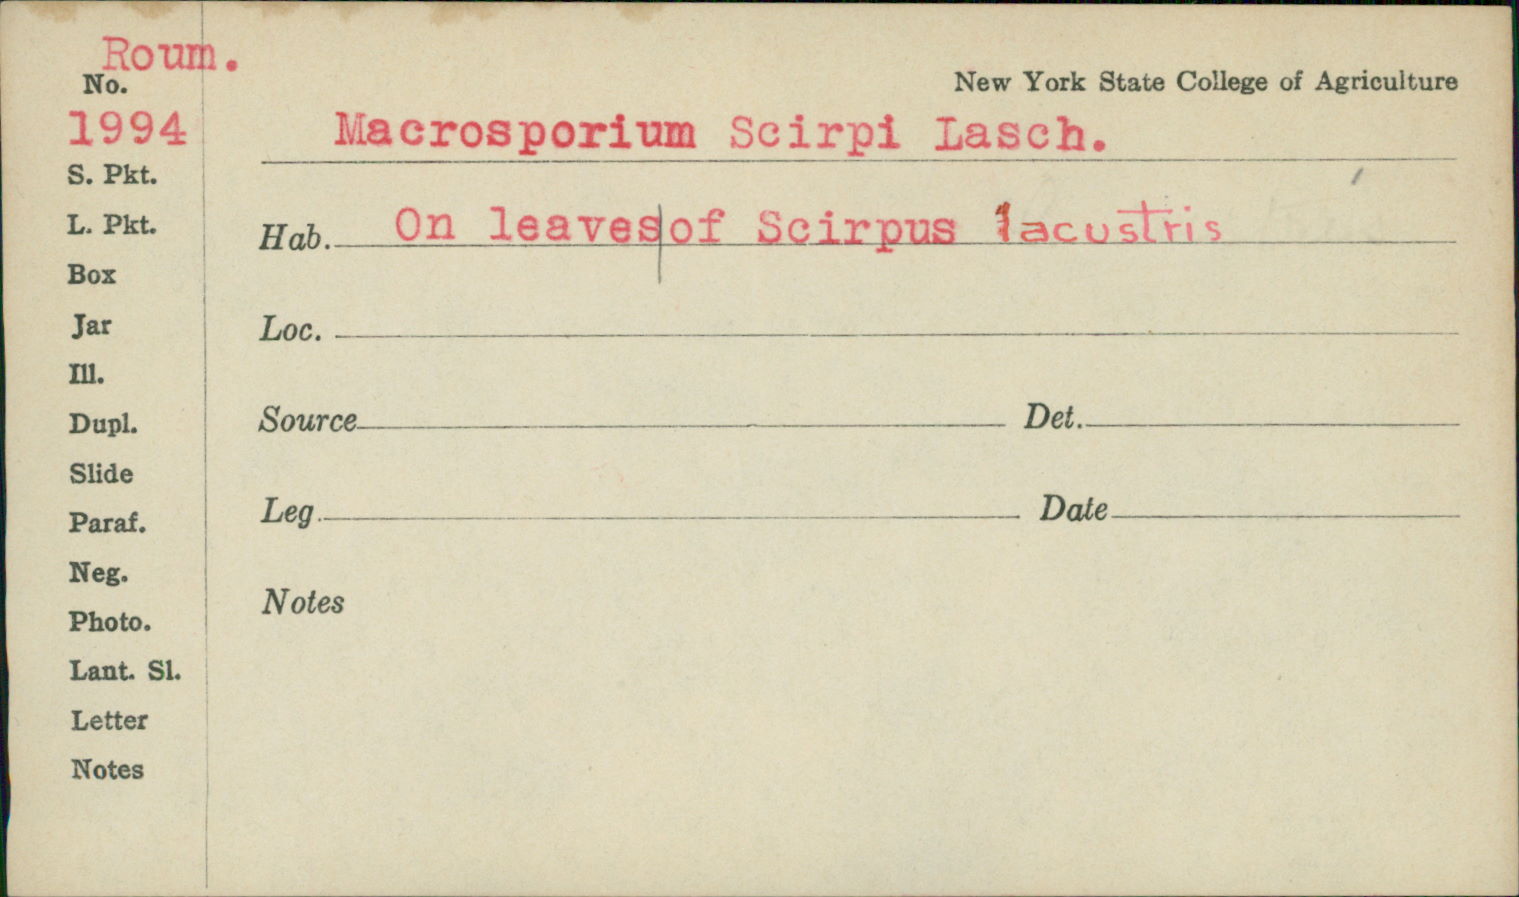 Roum.
No.
New York State College of Agriculture
1994
Macrosporium Scirpi Lasch.
S. Pkt.
L. Pkt.
Hab. On leaves of Scirpus lacustris
Box
Jar
Loc.
Ill.
Dupl.
Source Det.
Slide
Leg. Date
Paraf.
Neg.
Notes
Photo.
Lant. Sl.
Letter
Notes